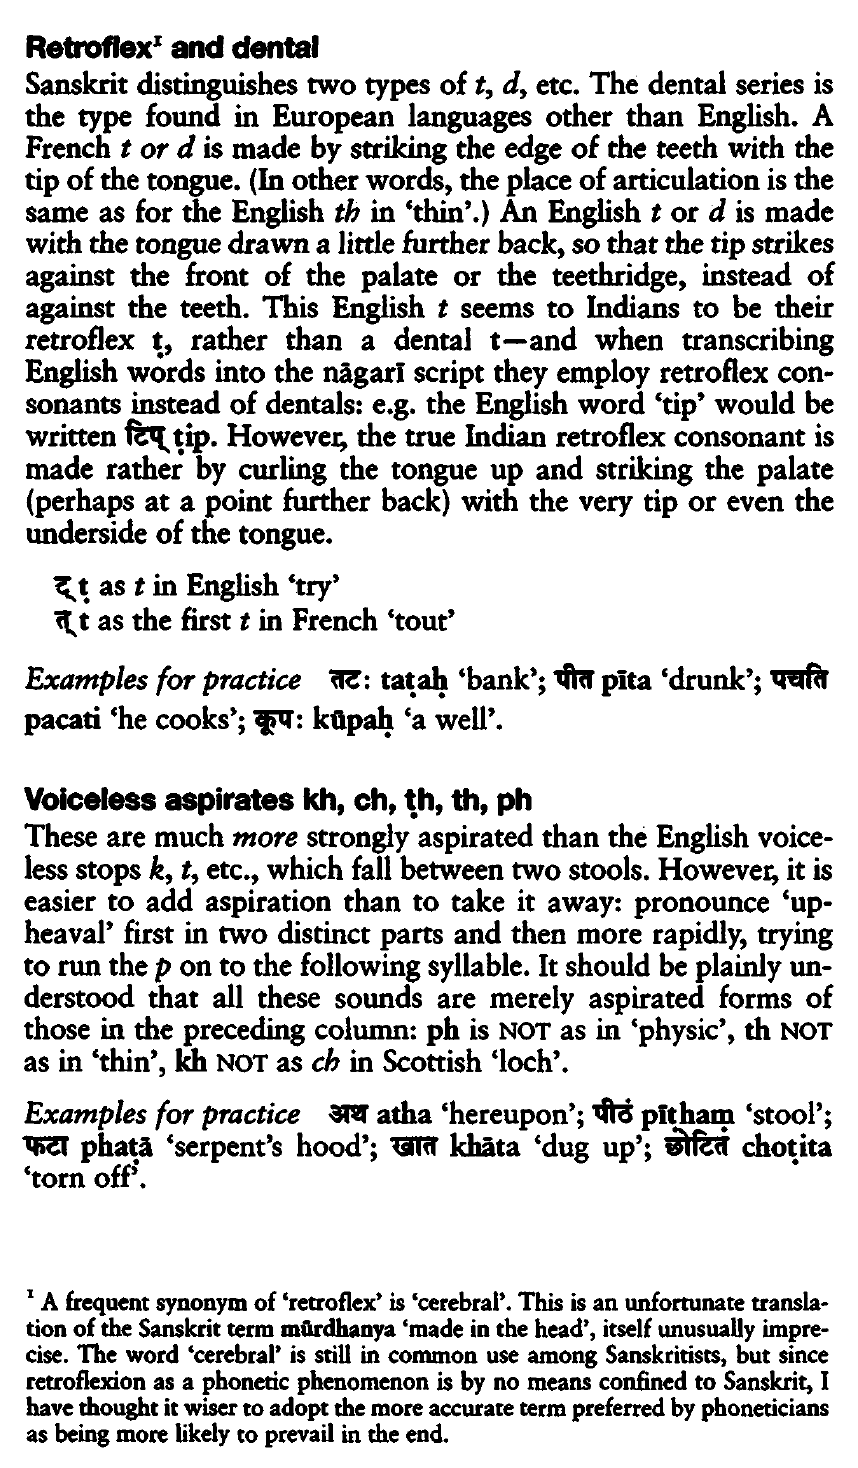 Retroflex¹ and dental
Sanskrit distinguishes two types of t, d, etc. The dental series is
the type found in European languages other than English. A
French t or d is made by striking the edge of the teeth with the
tip of the tongue. (In other words, the place of articulation is the
same as for the English th in ‘thin’.) An English t or d is made
with the tongue drawn a little further back, so that the tip strikes
against the front of the palate or the teethridge, instead of
against the teeth. This English t seems to Indians to be their
retroflex ṭ, rather than a dental t—and when transcribing
English words into the nāgarī script they employ retroflex con-
sonants instead of dentals: e.g. the English word ‘tip’ would be
written टिप् ṭip. However, the true Indian retroflex consonant is
made rather by curling the tongue up and striking the palate
(perhaps at a point further back) with the very tip or even the
underside of the tongue.
ट् ṭ as t in English ‘try’
त् t as the first t in French ‘tout’
Examples for practice तटः taṭaḥ ‘bank’; पीत pīta ‘drunk’; पचति
pacati ‘he cooks’; कूपः kūpaḥ ‘a well’.
Voiceless aspirates kh, ch, ṭh, th, ph
These are much more strongly aspirated than the English voice-
less stops k, t, etc., which fall between two stools. However, it is
easier to add aspiration than to take it away: pronounce ‘up-
heaval’ first in two distinct parts and then more rapidly, trying
to run the p on to the following syllable. It should be plainly un-
derstood that all these sounds are merely aspirated forms of
those in the preceding column: ph is NOT as in ‘physic’, th NOT
as in ‘thin’, kh NOT as ch in Scottish ‘loch’.
Examples for practice अथ atha ‘hereupon’; पीठं pīṭhaṃ ‘stool’;
फटा phaṭā ‘serpent’s hood’; खात khāta ‘dug up’; छोटित choṭita
‘torn off’.
¹ A frequent synonym of ‘retroflex’ is ‘cerebral’. This is an unfortunate transla-
tion of the Sanskrit term mūrdhanya ‘made in the head’, itself unusually impre-
cise. The word ‘cerebral’ is still in common use among Sanskritists, but since
retroflexion as a phonetic phenomenon is by no means confined to Sanskrit, I
have thought it wiser to adopt the more accurate term preferred by phoneticians
as being more likely to prevail in the end.